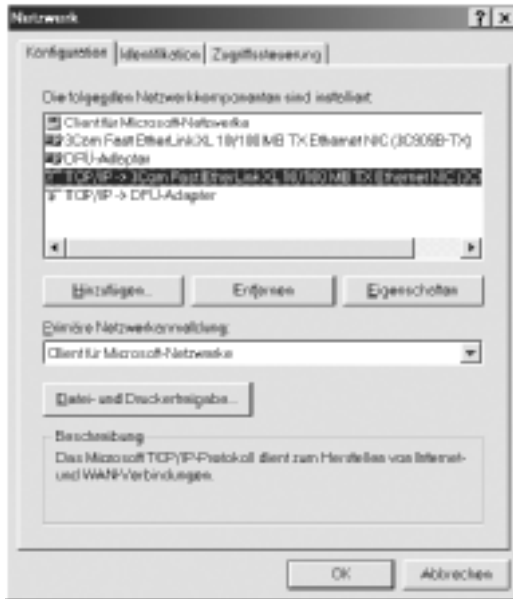 Netzwerk
Konfiguration Identifikation Zugriffssteuerung
Die folgenden Netzwerkkomponenten sind installiert:
Client für Microsoft-Netzwerke
3Com Fast EtherLink XL 10/100 MB TX Ethernet NIC (3C905B-TX)
DFÜ-Adapter
TCP/IP -> 3Com Fast EtherLink XL 10/100 MB TX Ethernet NIC (3C
TCP/IP -> DFÜ-Adapter
Hinzufügen... Entfernen Eigenschaften
Primäre Netzwerkanmeldung:
Client für Microsoft-Netzwerke
Datei- und Druckerfreigabe...
Beschreibung
Das Microsoft TCP/IP-Protokoll dient zum Herstellen von Internet-
und WAN-Verbindungen.
OK Abbrechen